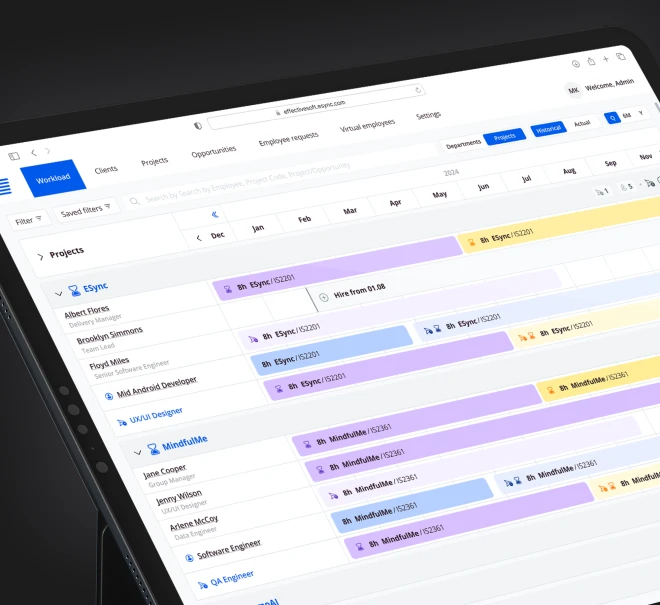 effectivesoft.esync.com
MK Welcome, Admin
Workload Clients Projects Opportunities Employee requests Virtual employees Settings
Filter Saved filters Search by Search by Employee, Project Code, Project/Opportunity Departments Projects Historical Actual Q 6M Y
2024
Dec Jan Feb Mar Apr May Jun Jul Aug Sep Nov
Projects
1 5
ESync
8h ESync/IS2201 8h ESync/IS2201
Albert Flores
Delivery Manager
Hire from 01.08
Brooklyn Simmons
Team Lead
8h ESync/IS2201 8h ESync/IS2201
Floyd Miles
Senior Software Engineer
8h ESync/IS2201 8h ESync/IS2201
Mid Android Developer
8h ESync/IS2201
UX/UI Designer
MindfulMe
8h MindfulMe/IS2361 8h MindfulMe/IS2361
Jane Cooper
Group Manager
8h MindfulMe/IS2361
Jenny Wilson
UX/UI Designer
8h MindfulMe/IS2361 8h MindfulMe/IS2361
Arlene McCoy
Data Engineer
8h MindfulMe/IS2361 8h MindfulMe/IS2361
Software Engineer
8h MindfulMe/IS2361
QA Engineer